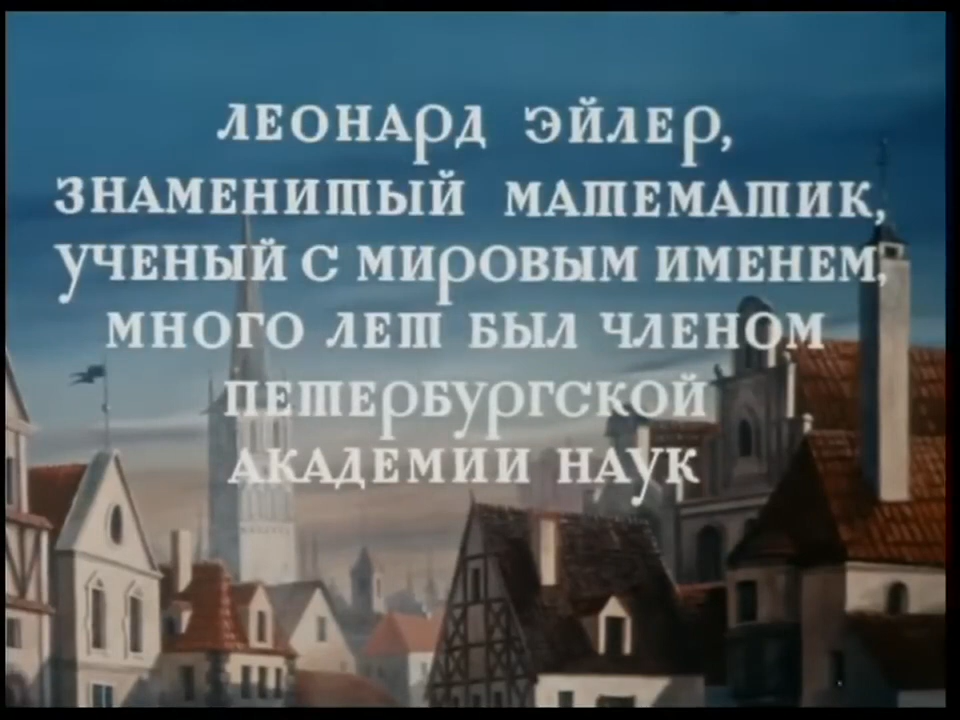 ЛЕОНАРД ЭЙЛЕР,
ЗНАМЕНИТЫЙ МАТЕМАТИК,
УЧЕНЫЙ С МИРОВЫМ ИМЕНЕМ,
МНОГО ЛЕТ БЫЛ ЧЛЕНОМ
ПЕТЕРБУРГСКОЙ
АКАДЕМИИ НАУК